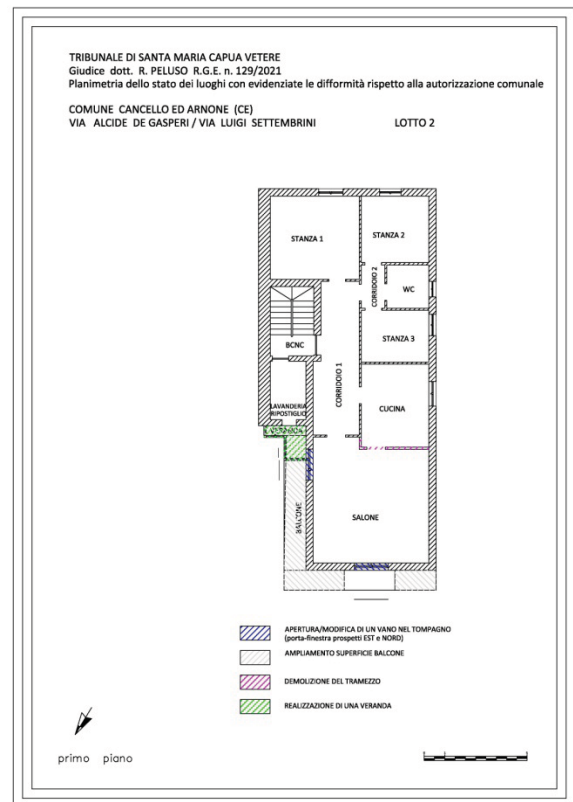 TRIBUNALE DI SANTA MARIA CAPUA VETERE
Giudice dott. R. PELUSO R.G.E. n. 129/2021
Planimetria dello stato dei luoghi con evidenziate le difformità rispetto alla autorizzazione comunale
COMUNE CANCELLO ED ARNONE (CE)
VIA ALCIDE DE GASPERI / VIA LUIGI SETTEMBRINI LOTTO 2
STANZA 1
STANZA 2
CORRIDOIO 2
WC
BCNC
STANZA 3
CORRIDOIO 1
LAVANDERIA
RIPOSTIGLIO
CUCINA
VERANDA
BALCONE
SALONE
APERTURA/MODIFICA DI UN VANO NEL TOMPAGNO
(porta-finestra prospetti EST e NORD)
AMPLIAMENTO SUPERFICIE BALCONE
DEMOLIZIONE DEL TRAMEZZO
REALIZZAZIONE DI UNA VERANDA
primo piano